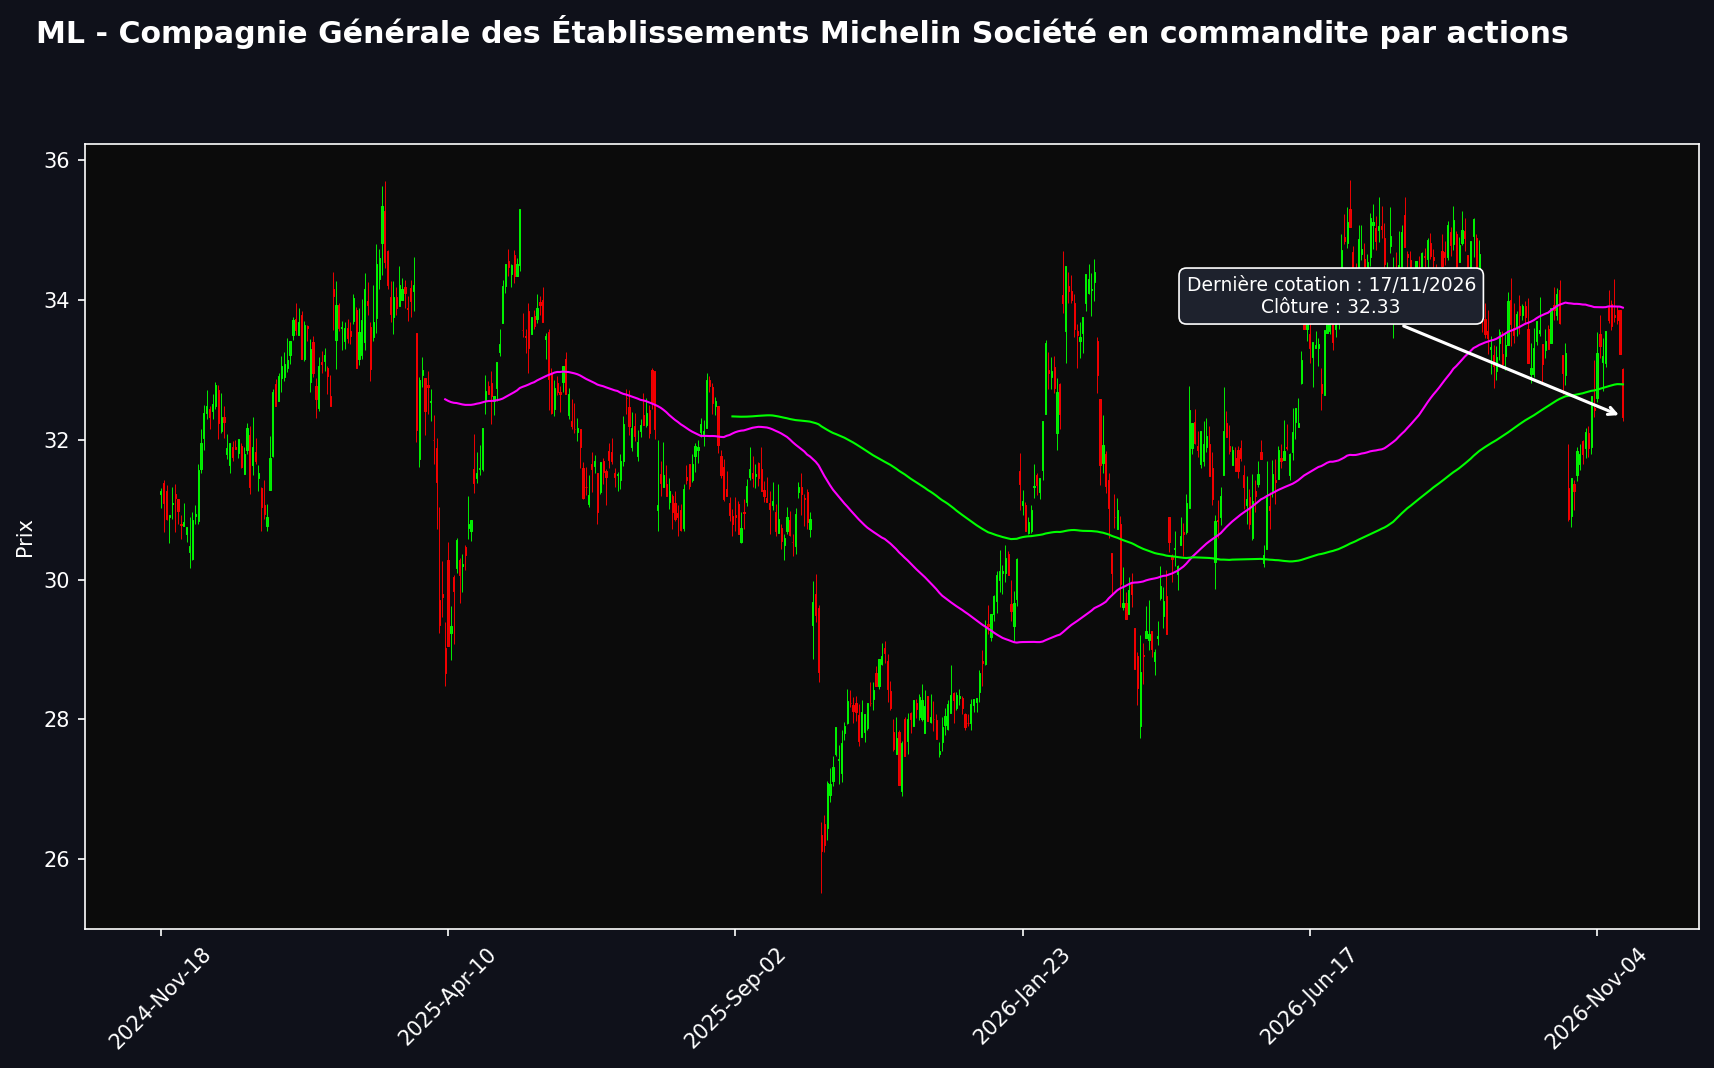 ML - Compagnie Générale des Établissements Michelin Société en commandite par actions
36
34
32
30
28
26
Prix
Dernière cotation : 17/11/2026
Clôture : 32.33
2024-Nov-18
2025-Apr-10
2025-Sep-02
2026-Jan-23
2026-Jun-17
2026-Nov-04